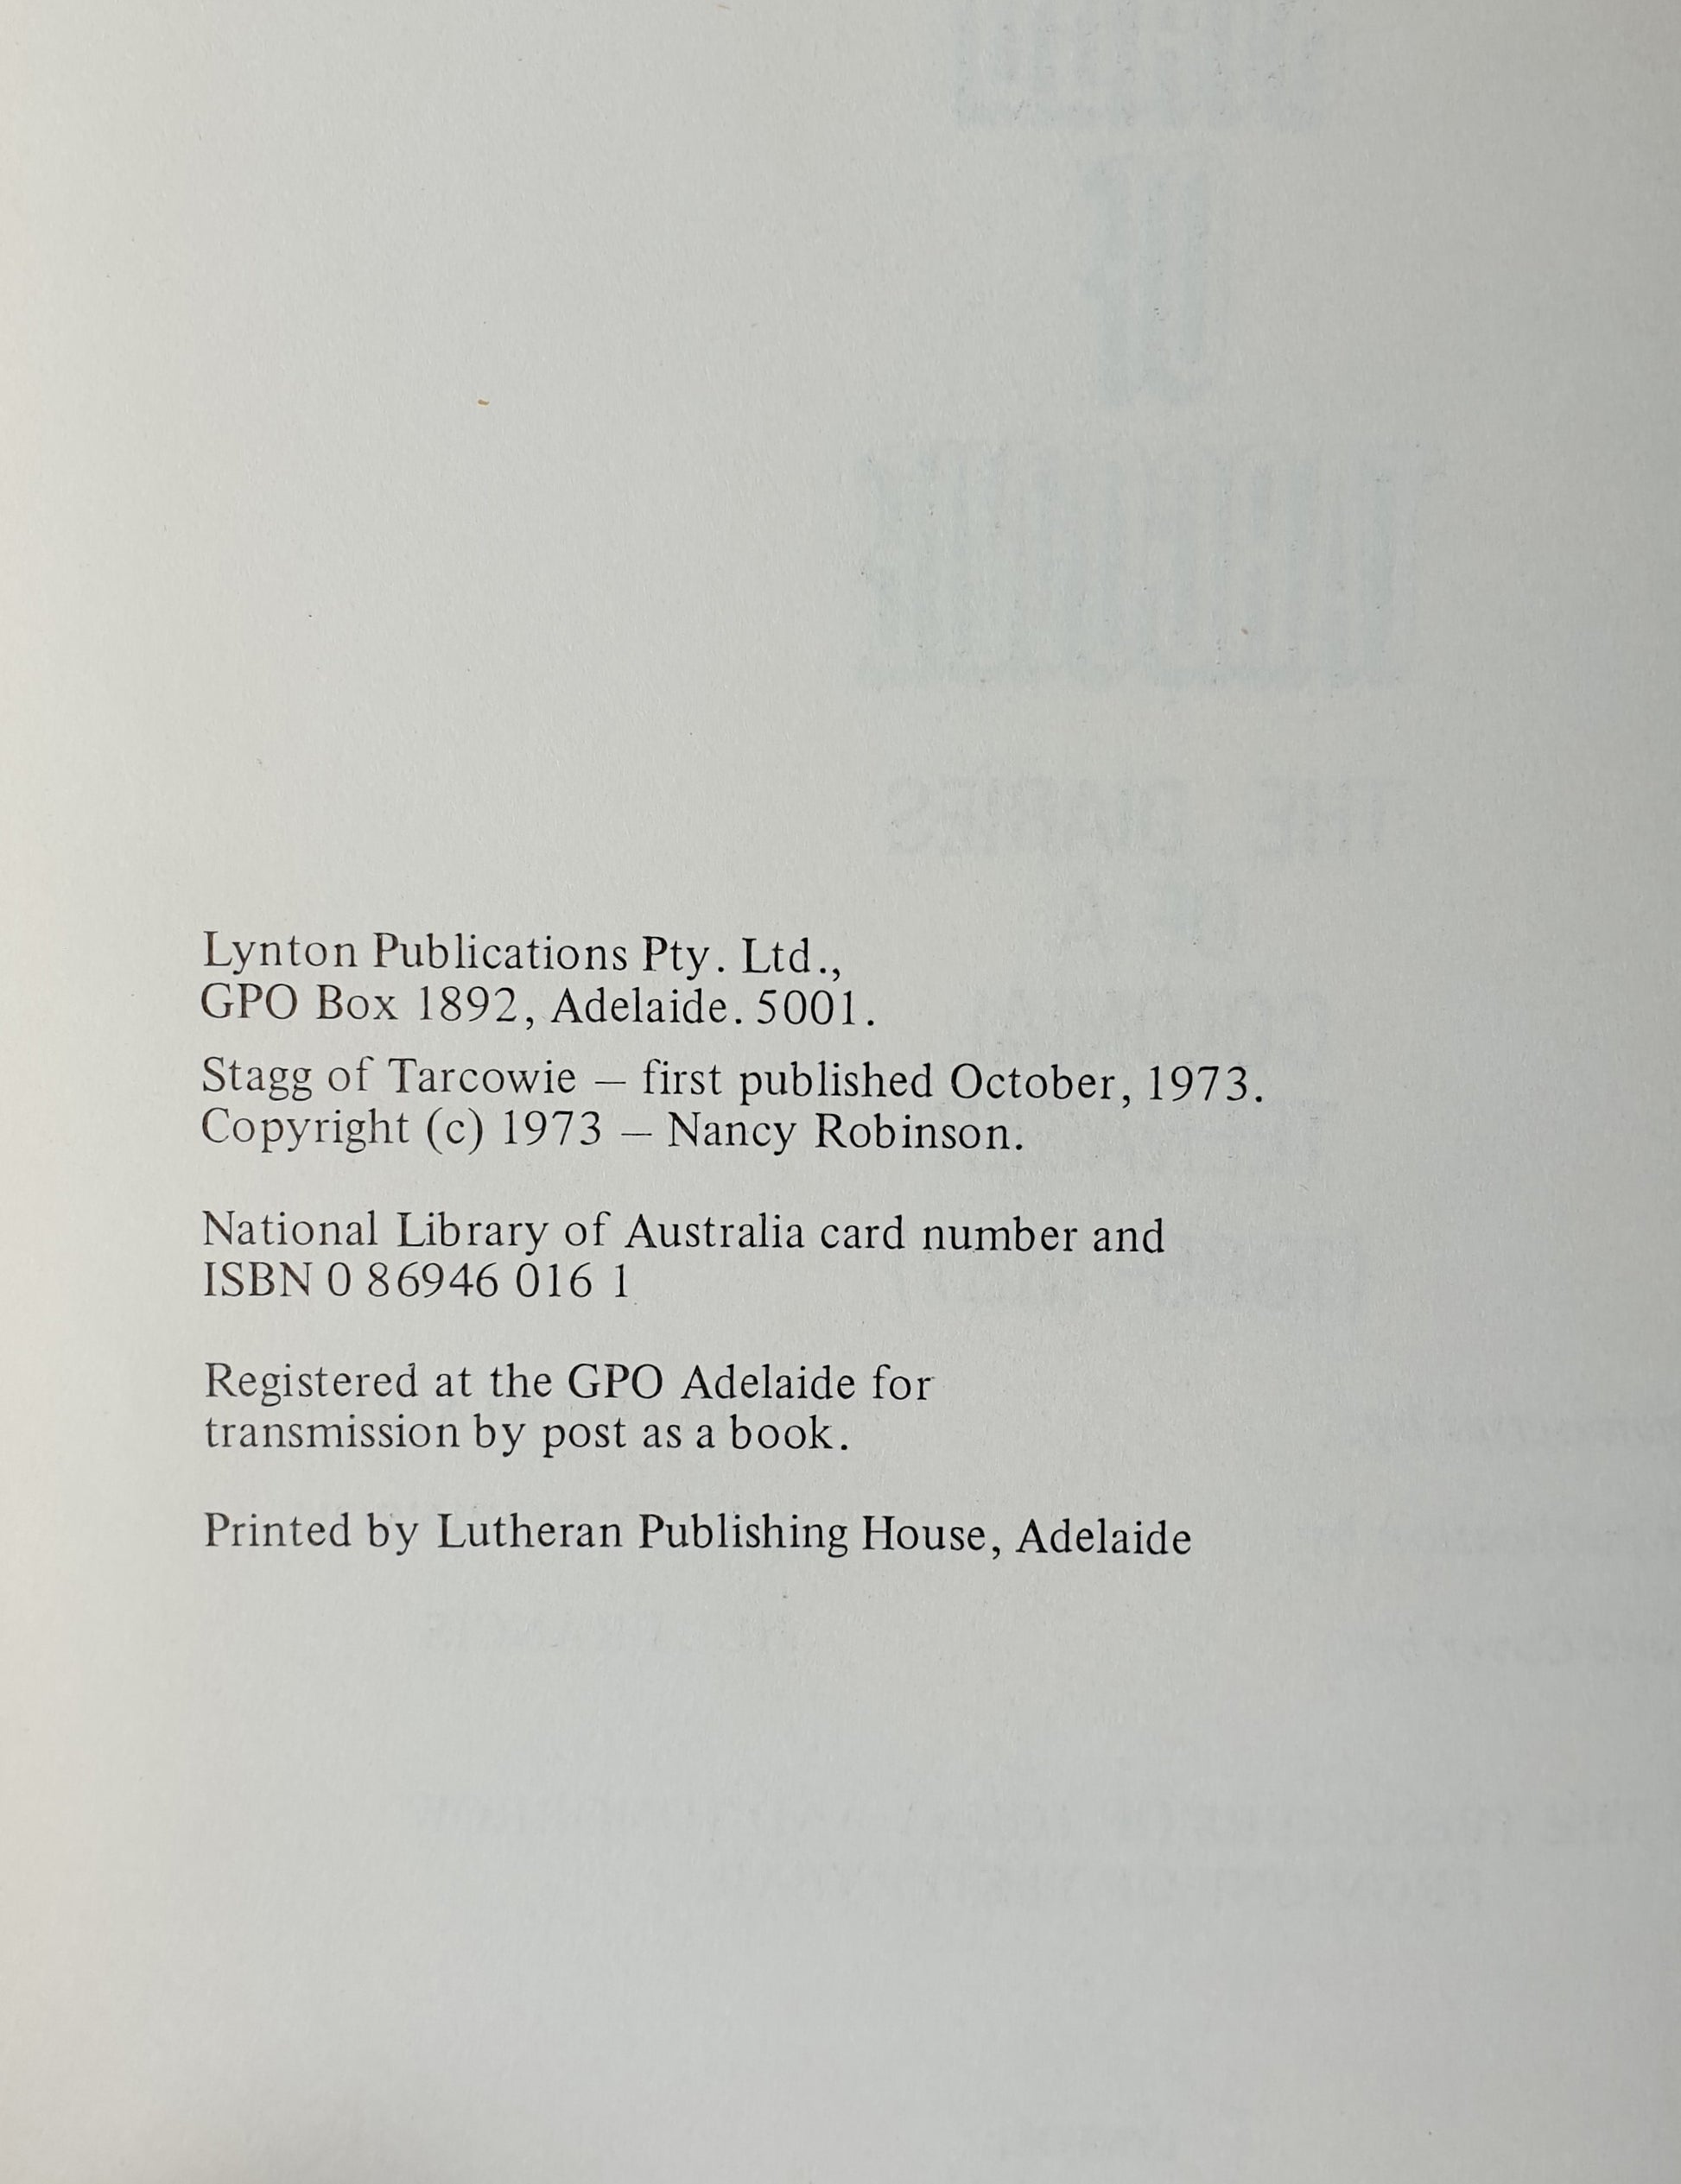 Lynton Publications Pty. Ltd.,
GPO Box 1892, Adelaide. 5001.
Stagg of Tarcowie – first published October, 1973.
Copyright (c) 1973 – Nancy Robinson.
National Library of Australia card number and
ISBN 0 86946 016 1
Registered at the GPO Adelaide for
transmission by post as a book.
Printed by Lutheran Publishing House, Adelaide